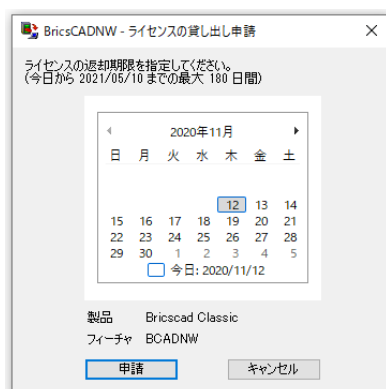 BricsCADNW - ライセンスの貸し出し申請
ライセンスの返却期限を指定してください。
(今日から 2021/05/10 までの最大 180 日間)
2020年11月
日 月 火 水 木 金 土
12 13 14
15 16 17 18 19 20 21
22 23 24 25 26 27 28
29 30 1 2 3 4 5
今日: 2020/11/12
製品 Bricscad Classic
フィーチャ BCADNW
申請 キャンセル